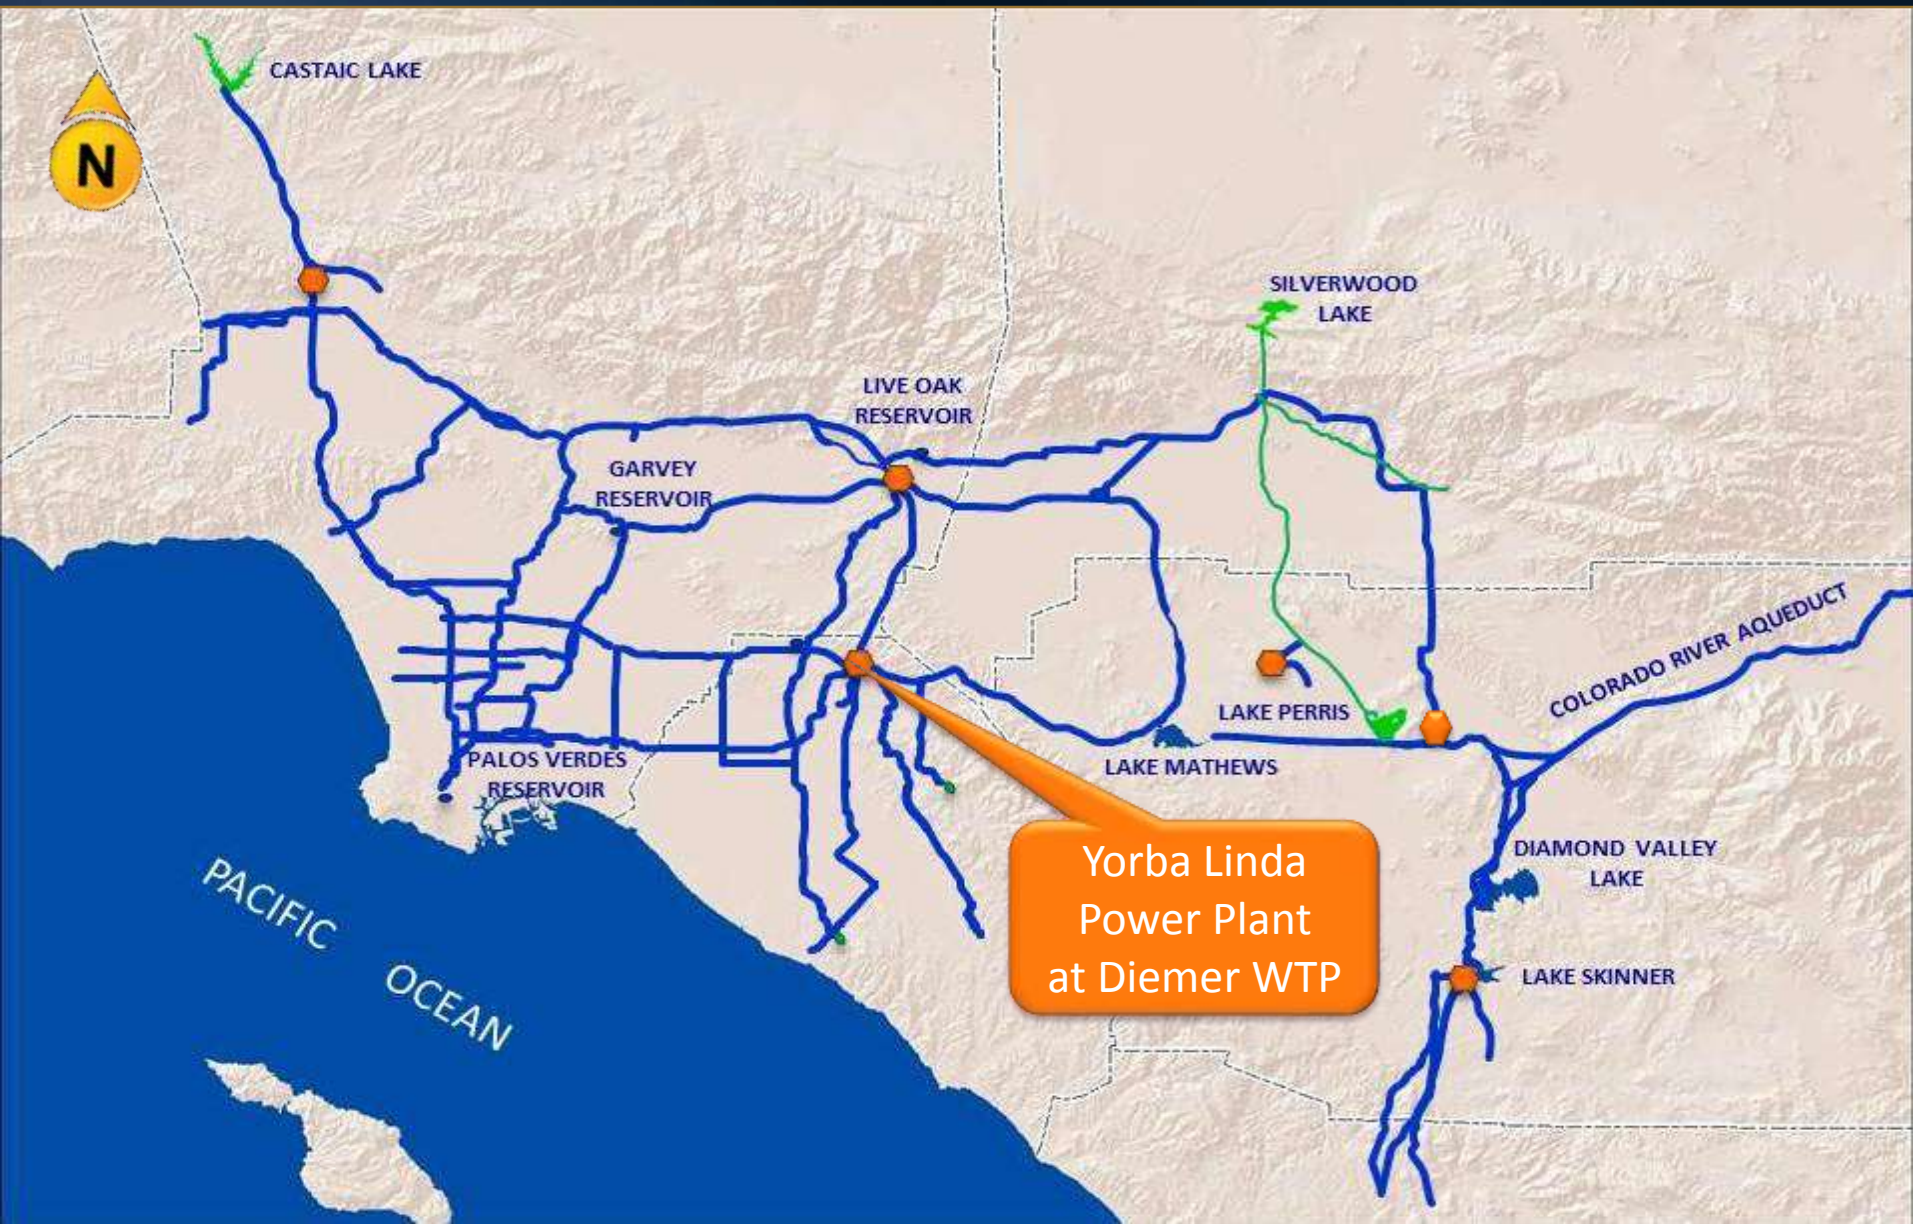 CASTAIC LAKE
N
SILVERWOOD
LAKE
LIVE OAK
RESERVOIR
GARVEY
RESERVOIR
COLORADO RIVER AQUEDUCT
LAKE PERRIS
PALOS VERDES
RESERVOIR
LAKE MATHEWS
Yorba Linda
Power Plant
at Diemer WTP
DIAMOND VALLEY
LAKE
PACIFIC
OCEAN
LAKE SKINNER